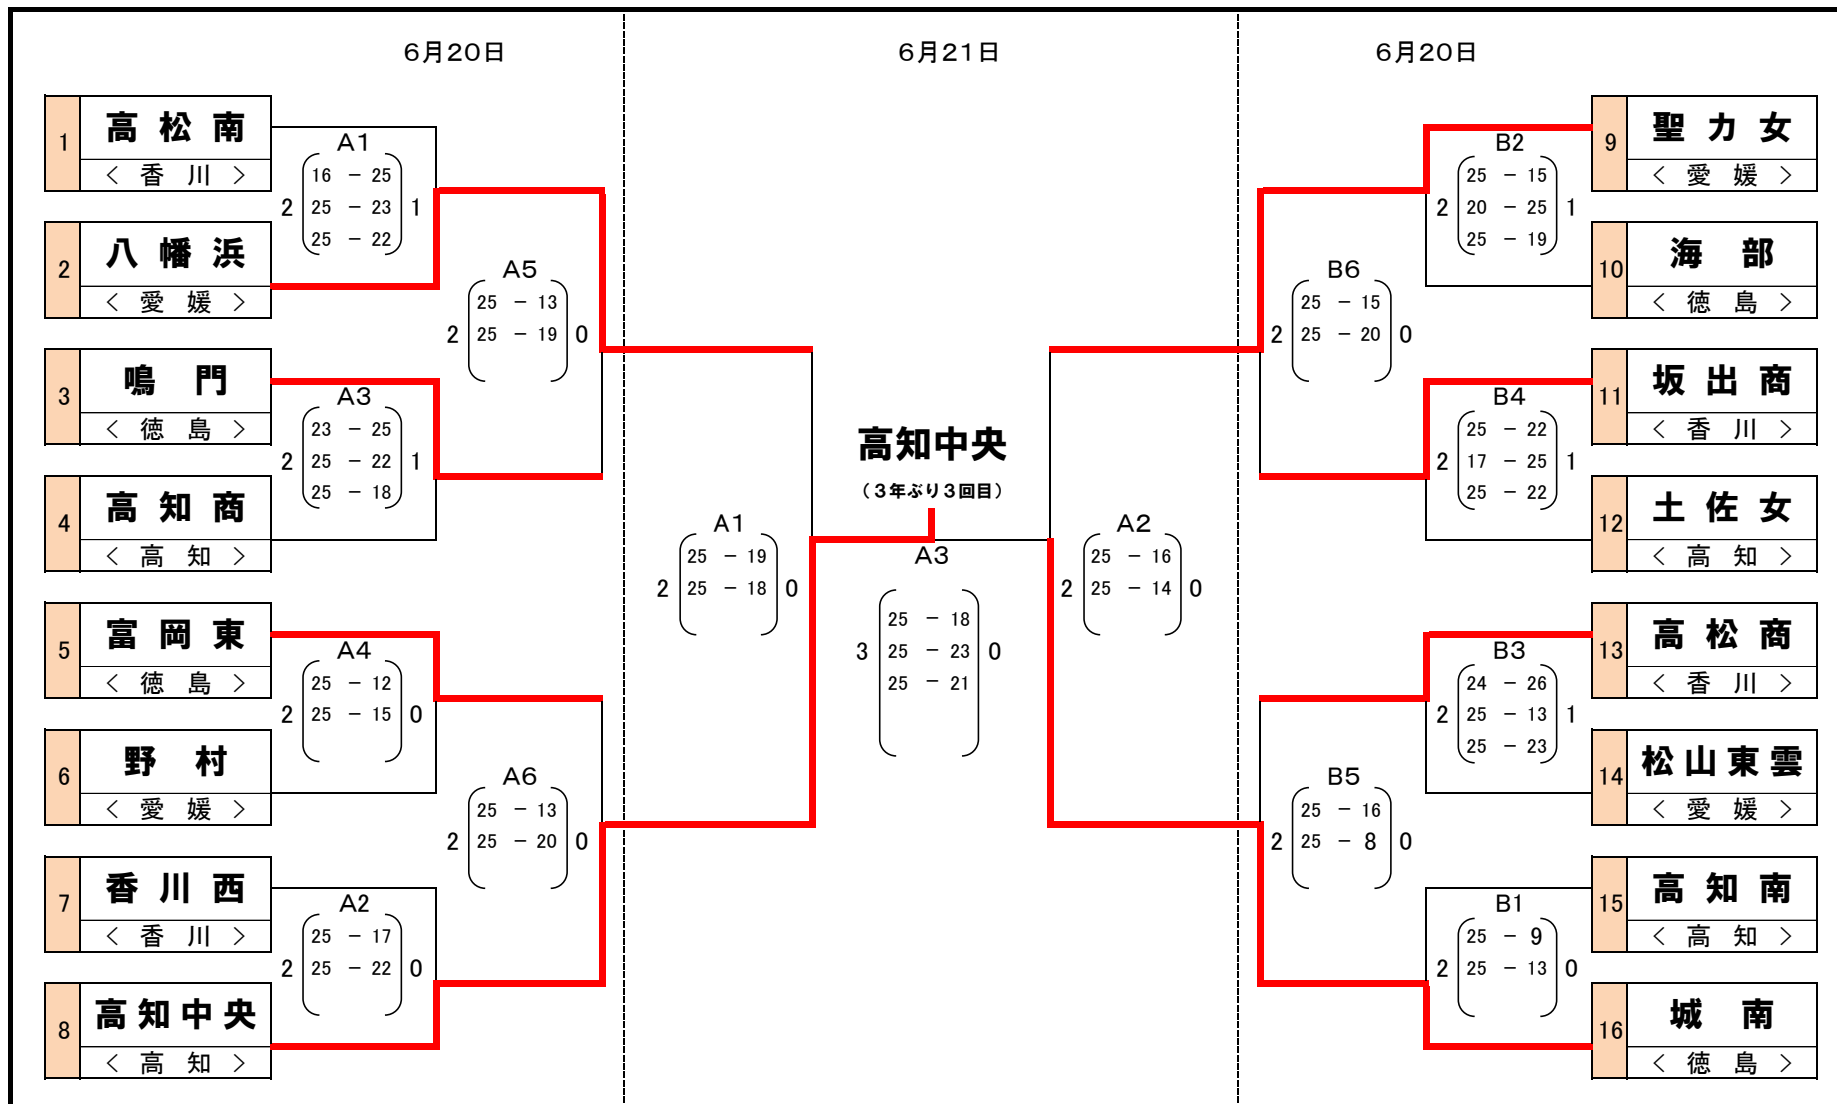 6月20日
6月21日
6月20日
1 高松南
＜ 香 川 ＞
2 八幡浜
＜ 愛 媛 ＞
3 鳴門
＜ 徳 島 ＞
4 高知商
＜ 高 知 ＞
5 富岡東
＜ 徳 島 ＞
6 野村
＜ 愛 媛 ＞
7 香川西
＜ 香 川 ＞
8 高知中央
＜ 高 知 ＞
A1
16 － 25
2 25 － 23 1
25 － 22
A3
23 － 25
2 25 － 22 1
25 － 18
A4
25 － 12
2 25 － 15 0
A2
25 － 17
2 25 － 22 0
A5
25 － 13
2 25 － 19 0
A6
25 － 13
2 25 － 20 0
A1
25 － 19
2 25 － 18 0
高知中央
（3年ぶり3回目）
A3
25 － 18
3 25 － 23 0
25 － 21
A2
25 － 16
2 25 － 14 0
B6
25 － 15
2 25 － 20 0
B5
25 － 16
2 25 － 8 0
B2
25 － 15
2 20 － 25 1
25 － 19
B4
25 － 22
2 17 － 25 1
25 － 22
B3
24 － 26
2 25 － 13 1
25 － 23
B1
25 － 9
2 25 － 13 0
9 聖カ女
＜ 愛 媛 ＞
10 海部
＜ 徳 島 ＞
11 坂出商
＜ 香 川 ＞
12 土佐女
＜ 高 知 ＞
13 高松商
＜ 香 川 ＞
14 松山東雲
＜ 愛 媛 ＞
15 高知南
＜ 高 知 ＞
16 城南
＜ 徳 島 ＞